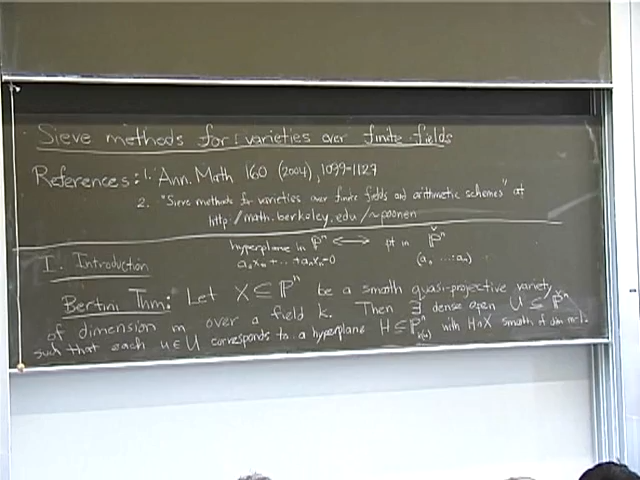 Sieve methods for: varieties over finite fields
References: 1. Ann. Math 160 (2004), 1099-1127
2. "Sieve methods for varieties over finite fields and arithmetic schemes" at
http://math.berkeley.edu/~poonen
I. Introduction
hyperplane in ℙⁿ ⟷ pt in ℙ̌ⁿ
a₀x₀+⋯+aₙxₙ=0 (a₀:⋯:aₙ)
Bertini Thm: Let X ⊆ ℙⁿ be a smooth quasi-projective variety
of dimension m over a field k. Then ∃ dense open U ⊆ ℙ̌ⁿ
such that each u∈U corresponds to a hyperplane H ⊆ ℙⁿ_κ(u) with H∩X smooth of dim m-1.